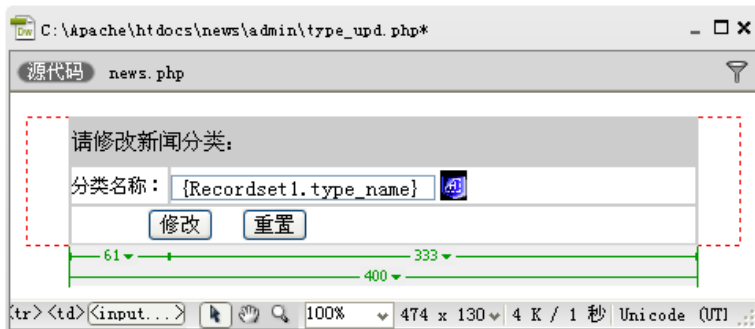 C:\Apache\htdocs\news\admin\type_upd.php*
源代码 news.php
请修改新闻分类：
分类名称： {Recordset1.type_name}
修改 重置
61 333
400
<tr> <td> <input...> 100% 474 x 130 4 K / 1 秒 Unicode (UTI